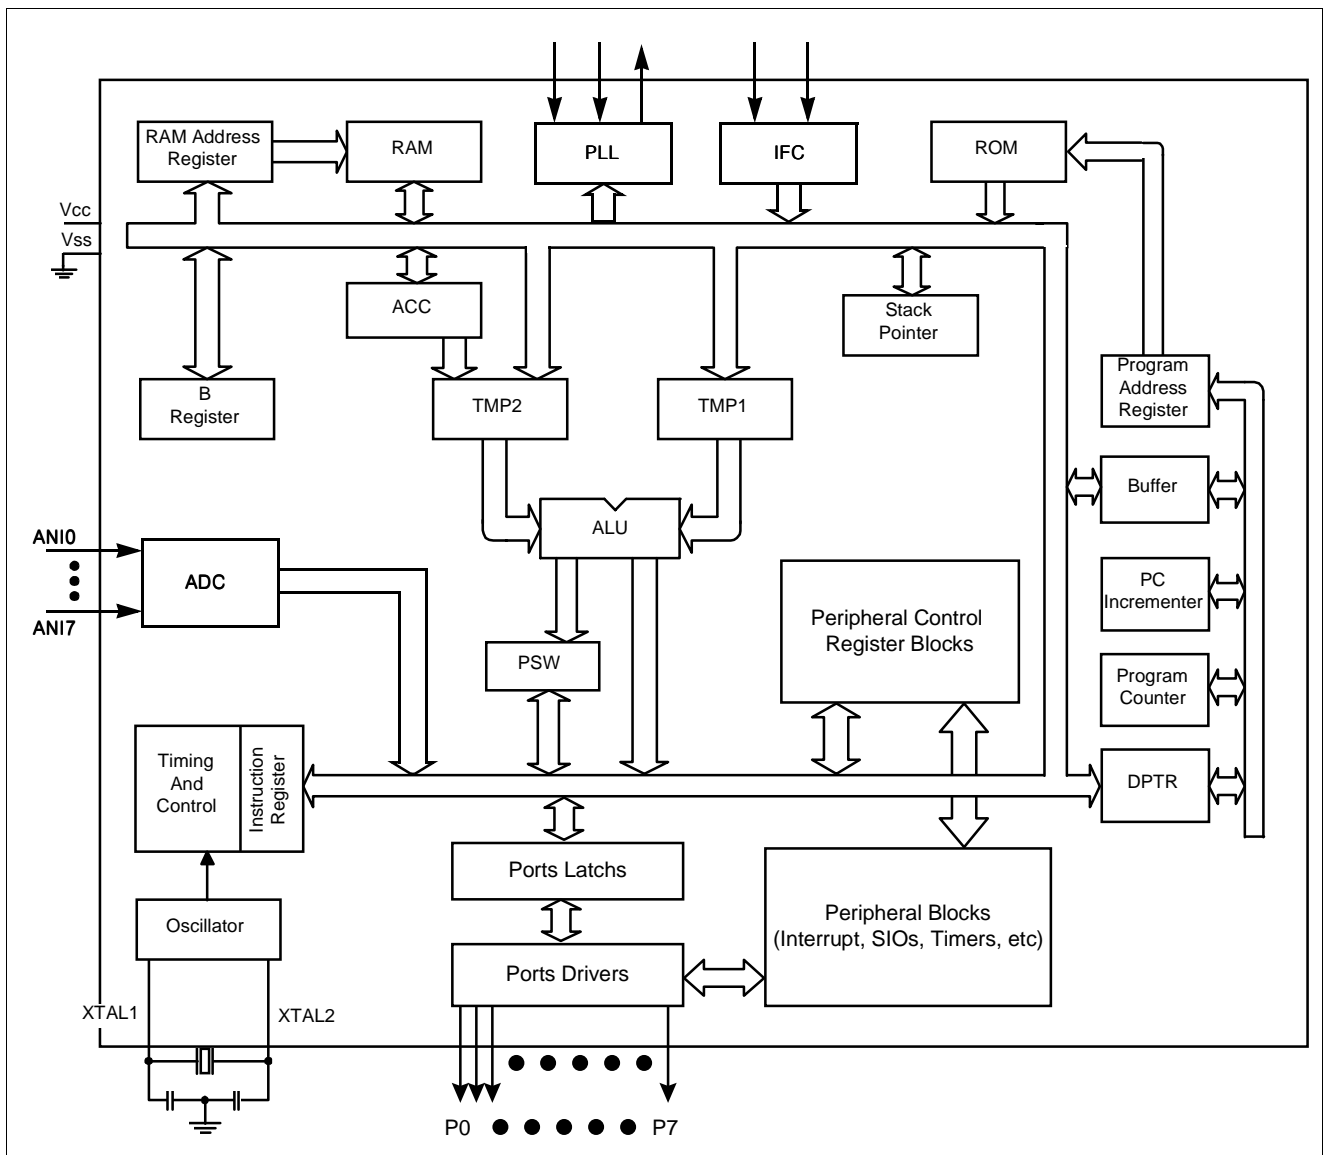 RAM Address
Register
RAM
PLL
IFC
ROM
Vcc
Vss
ACC
Stack
Pointer
B
Register
TMP2
TMP1
Program
Address
Register
Buffer
ALU
ANI0
ADC
ANI7
PC
Incrementer
Peripheral Control
Register Blocks
PSW
Program
Counter
Timing
And
Control
Instruction
Register
DPTR
Ports Latchs
Oscillator
Peripheral Blocks
(Interrupt, SIOs, Timers, etc)
Ports Drivers
XTAL1
XTAL2
P0
P7